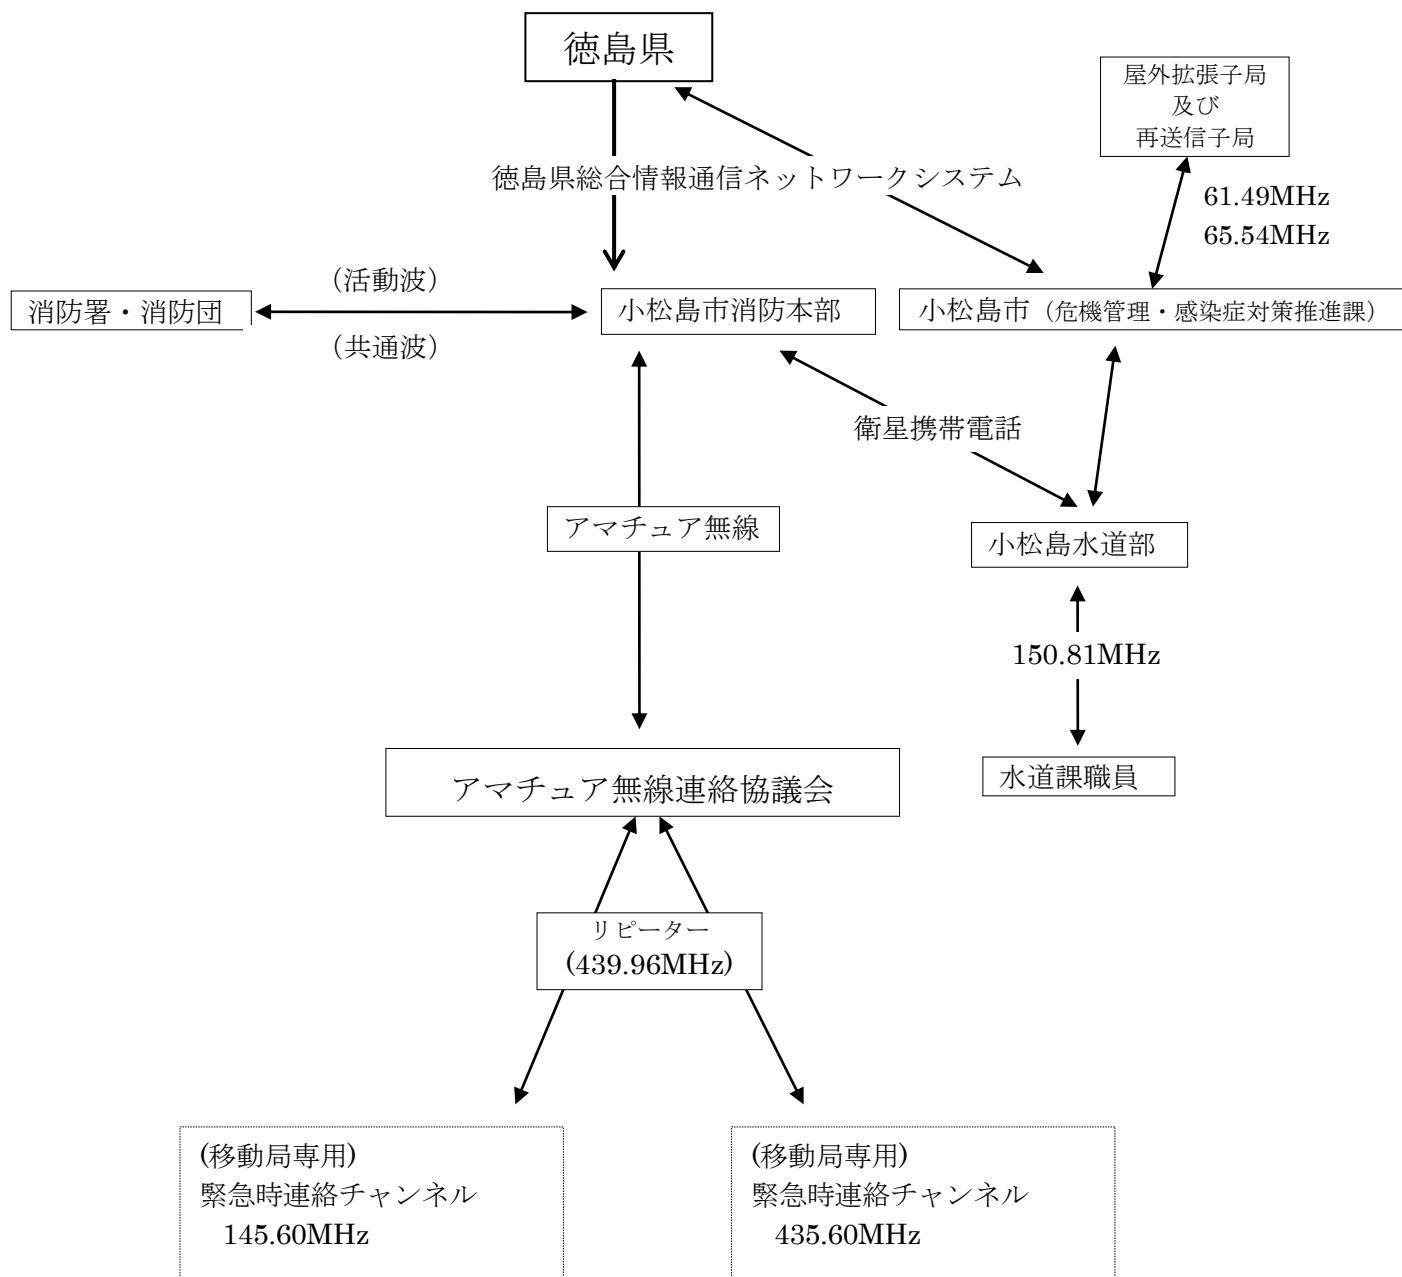 徳島県
屋外拡張子局
及び
再送信子局
徳島県総合情報通信ネットワークシステム
61.49MHz
65.54MHz
（活動波）
消防署・消防団
小松島市消防本部
小松島市（危機管理・感染症対策推進課）
（共通波）
衛星携帯電話
アマチュア無線
小松島水道部
150.81MHz
アマチュア無線連絡協議会
水道課職員
リピーター
(439.96MHz)
(移動局専用)
緊急時連絡チャンネル
145.60MHz
(移動局専用)
緊急時連絡チャンネル
435.60MHz